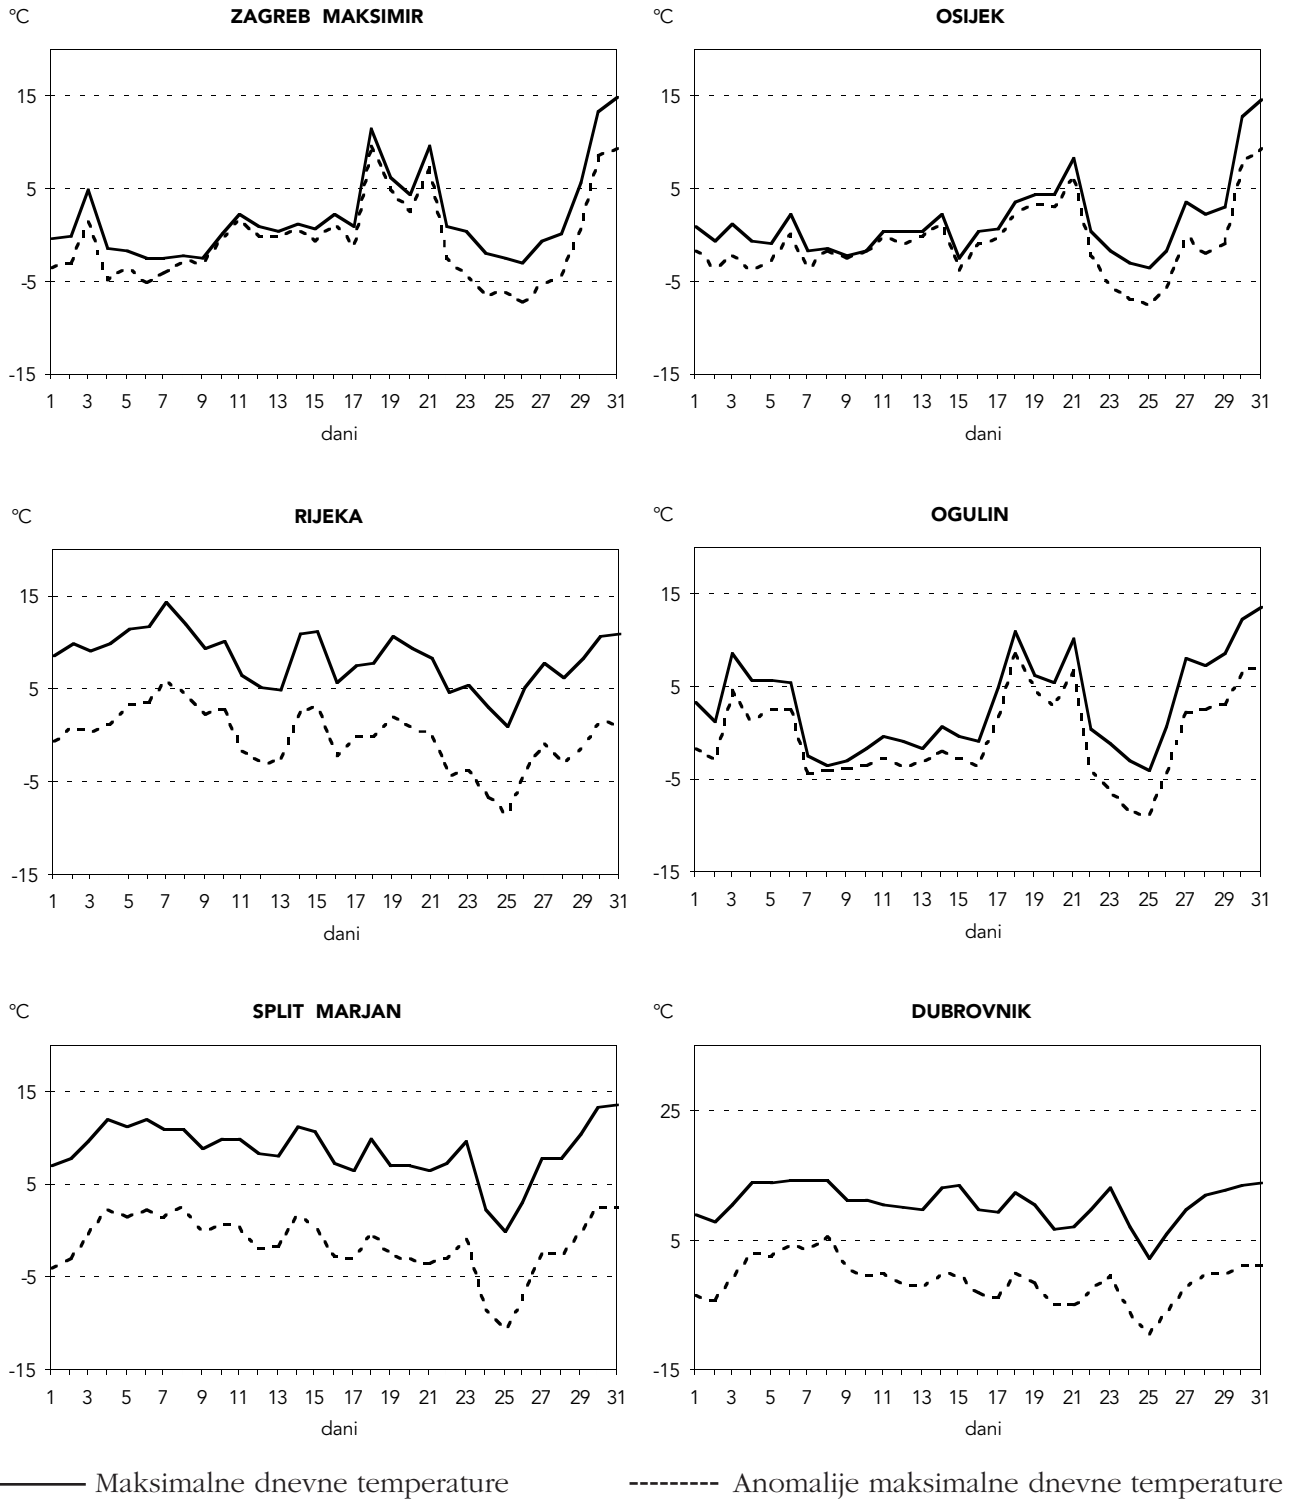 °C ZAGREB MAKSIMIR
15
5
-5
-15
1 3 5 7 9 11 13 15 17 19 21 23 25 27 29 31
dani
°C OSIJEK
15
5
-5
-15
1 3 5 7 9 11 13 15 17 19 21 23 25 27 29 31
dani
°C RIJEKA
15
5
-5
-15
1 3 5 7 9 11 13 15 17 19 21 23 25 27 29 31
dani
°C OGULIN
15
5
-5
-15
1 3 5 7 9 11 13 15 17 19 21 23 25 27 29 31
dani
°C SPLIT MARJAN
15
5
-5
-15
1 3 5 7 9 11 13 15 17 19 21 23 25 27 29 31
dani
°C DUBROVNIK
25
5
-15
1 3 5 7 9 11 13 15 17 19 21 23 25 27 29 31
dani
Maksimalne dnevne temperature
Anomalije maksimalne dnevne temperature